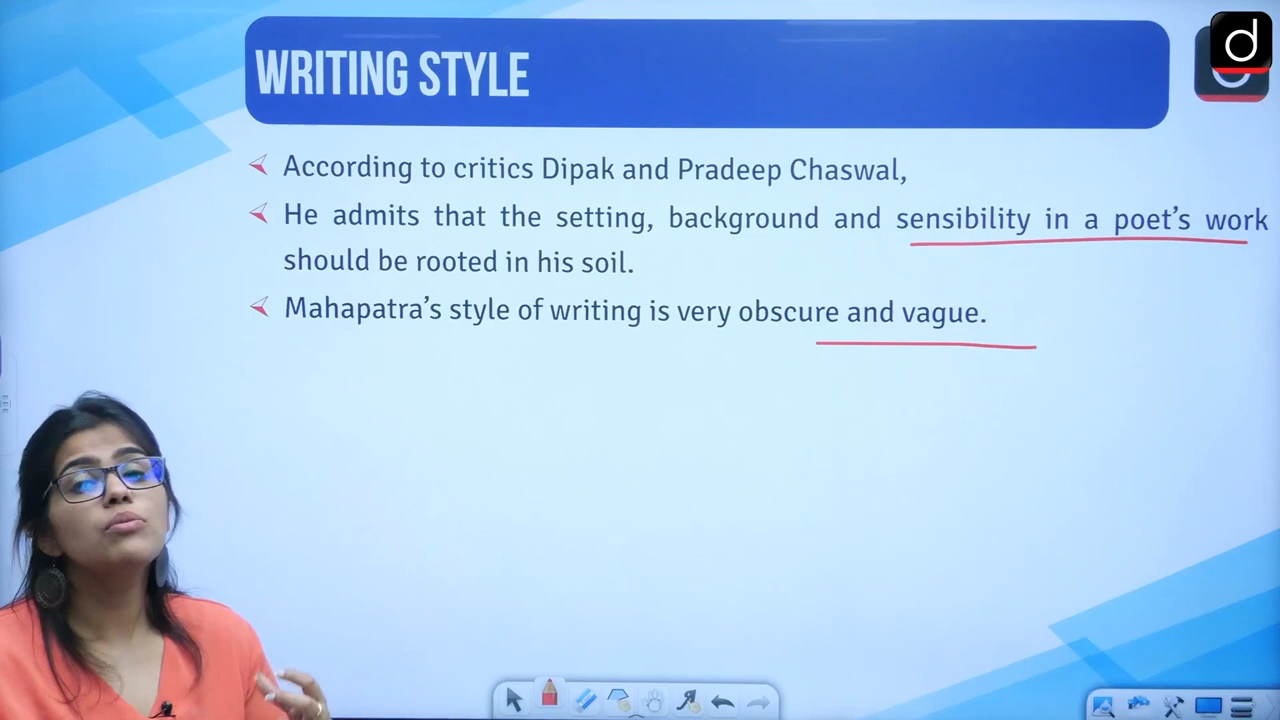 WRITING STYLE
d
According to critics Dipak and Pradeep Chaswal,
He admits that the setting, background and sensibility in a poet's work
should be rooted in his soil.
Mahapatra's style of writing is very obscure and vague.